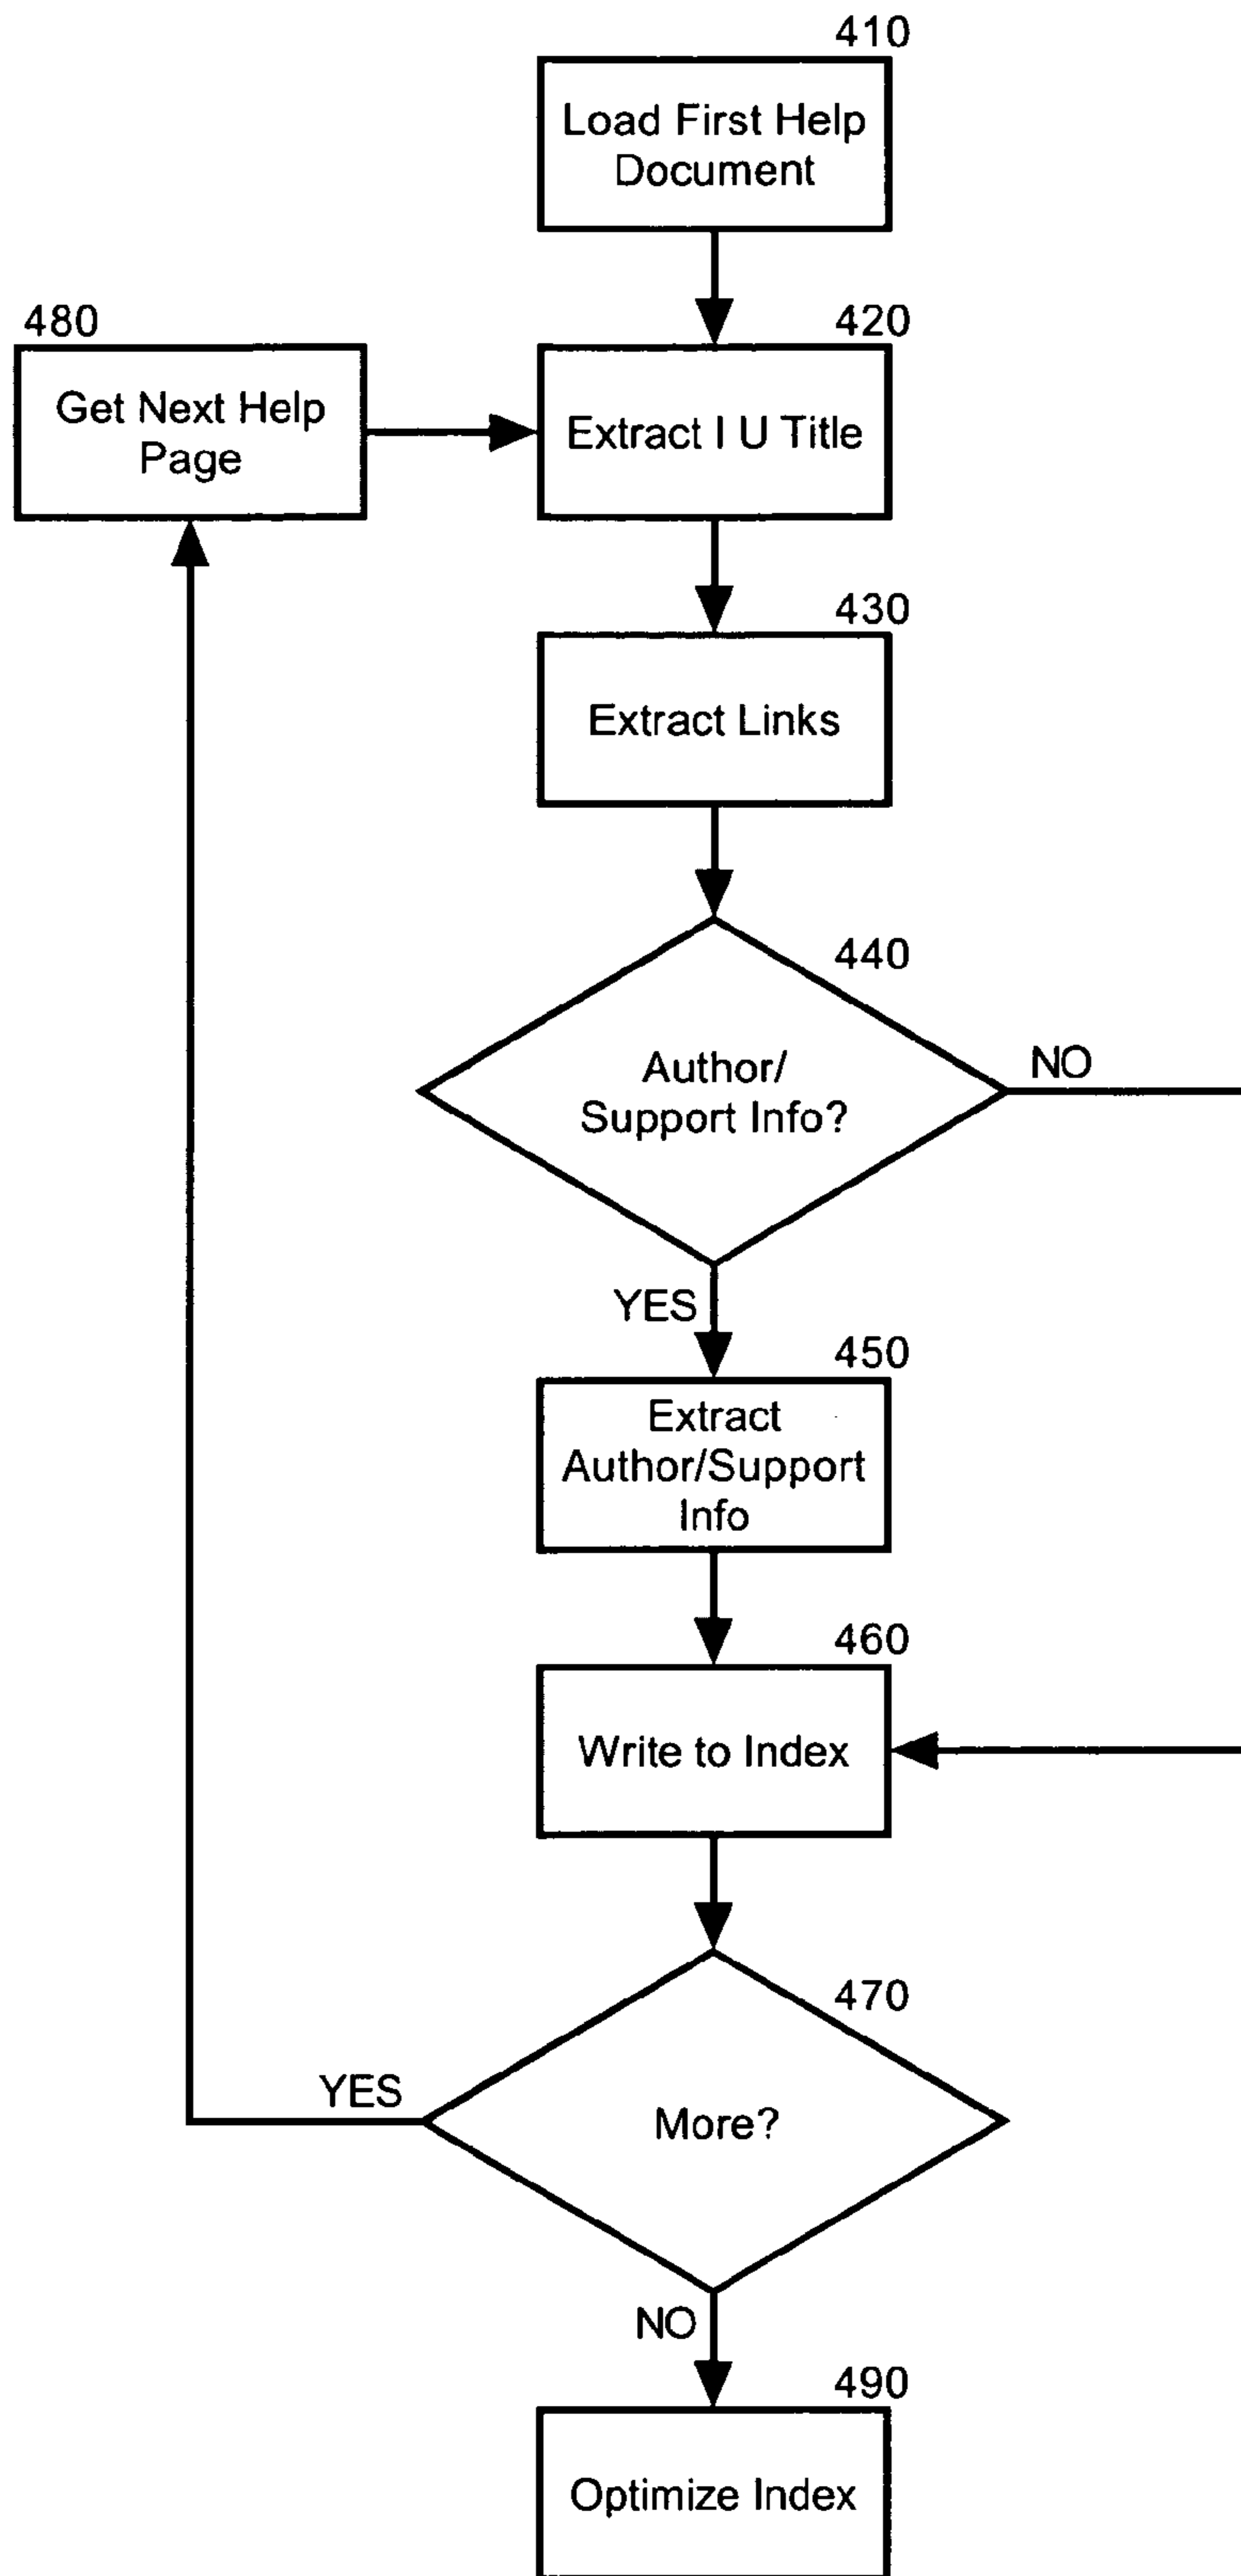 410
Load First Help
Document
480
420
Get Next Help
Page
Extract I U Title
430
Extract Links
440
Author/
Support Info?
NO
YES
450
Extract
Author/Support
Info
460
Write to Index
470
YES
More?
NO
490
Optimize Index